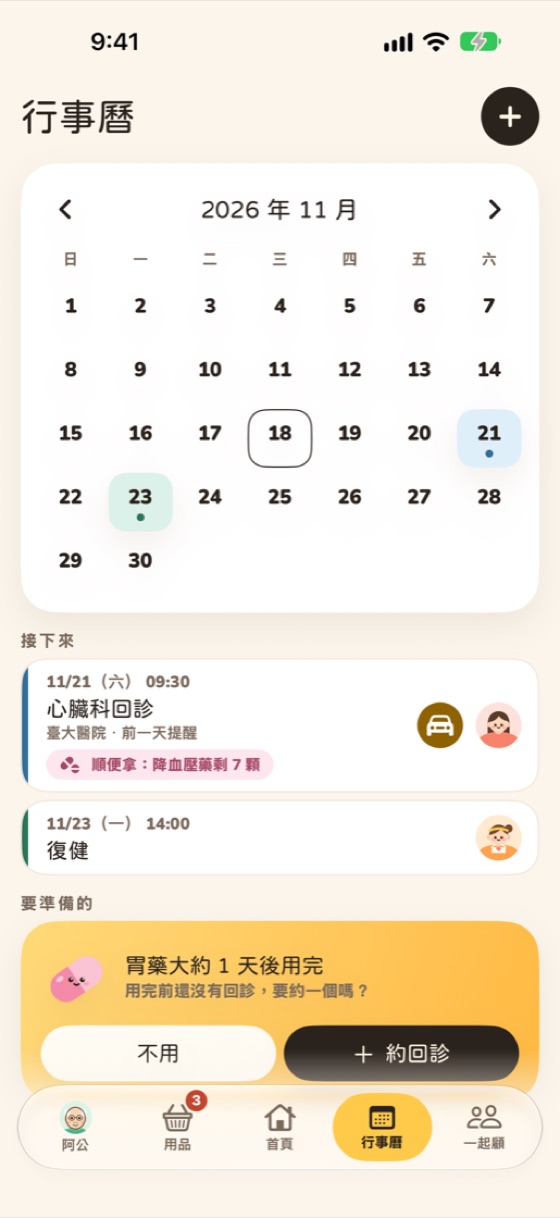 9:41
行事曆
2026 年 11 月
日 一 二 三 四 五 六
1 2 3 4 5 6 7
8 9 10 11 12 13 14
15 16 17 18 19 20 21
22 23 24 25 26 27 28
29 30
接下來
11/21（六） 09:30
心臟科回診
臺大醫院 · 前一天提醒
順便拿：降血壓藥剩 7 顆
11/23（一） 14:00
復健
要準備的
胃藥大約 1 天後用完
用完前還沒有回診，要約一個嗎？
不用
＋ 約回診
3
阿公 用品 首頁 行事曆 一起顧